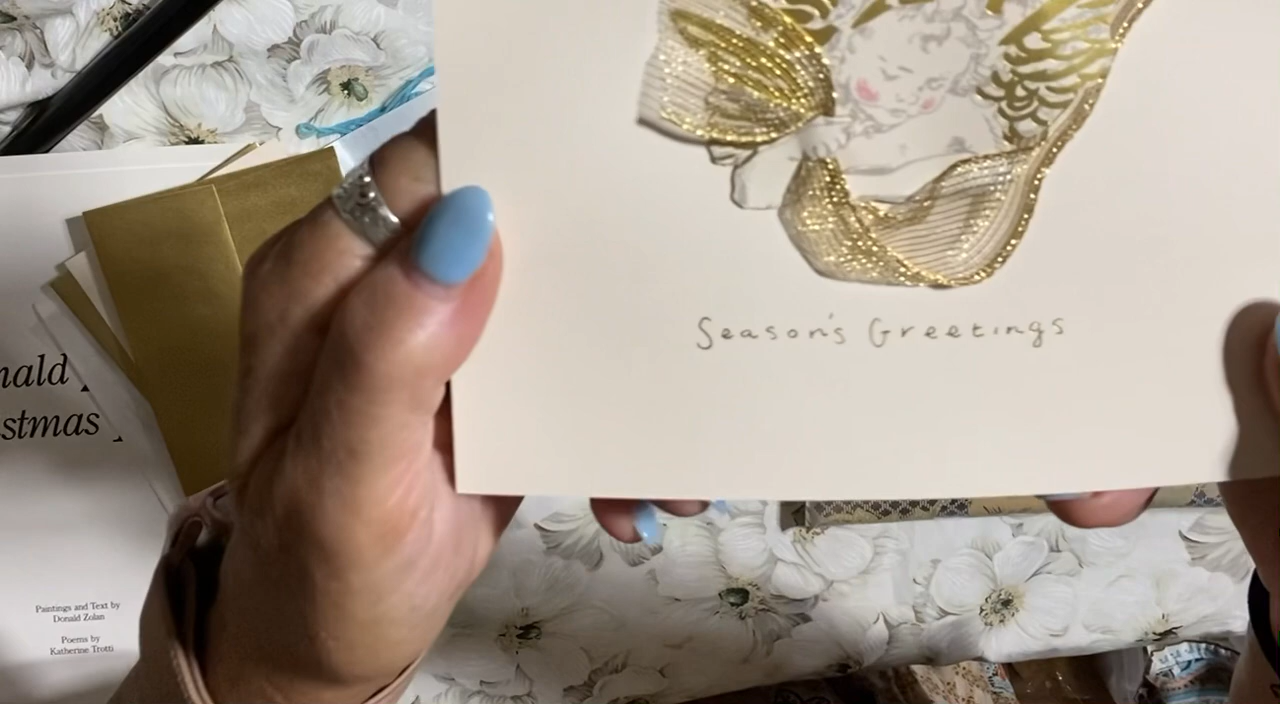 Season's Greetings
nald
stmas
Paintings and Text by
Donald Zolan
Poems by
Katherine Trotti